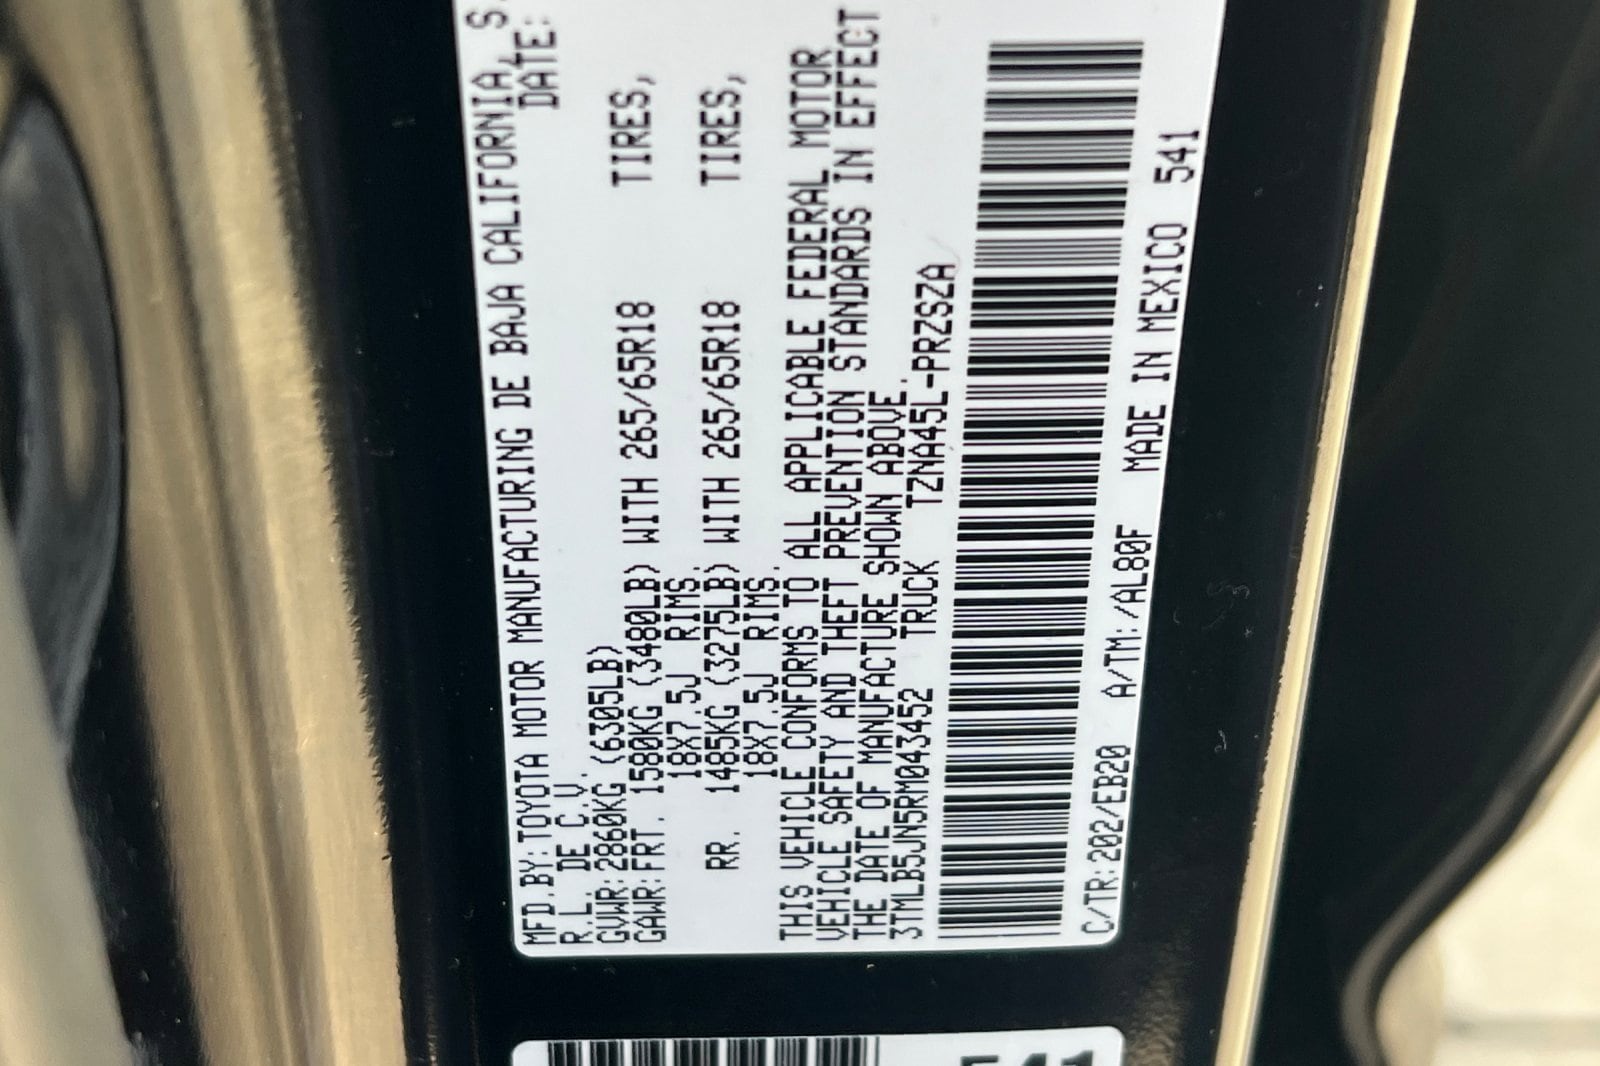 MFD.BY:TOYOTA MOTOR MANUFACTURING DE BAJA CALIFORNIA, S.
R.L. DE C.V. DATE:
GVWR:2860KG (6305LB)
GAWR:FRT. 1580KG (3480LB) WITH 265/65R18 TIRES,
18X7.5J RIMS.
RR. 1485KG (3275LB) WITH 265/65R18 TIRES,
18X7.5J RIMS.
THIS VEHICLE CONFORMS TO ALL APPLICABLE FEDERAL MOTOR
VEHICLE SAFETY AND THEFT PREVENTION STANDARDS IN EFFECT
THE DATE OF MANUFACTURE SHOWN ABOVE.
3TMLB5JN5RM043452 TRUCK TZNA45L-PRZSZA
C/TR:202/EB20 A/TM:/AL80F MADE IN MEXICO 541
541